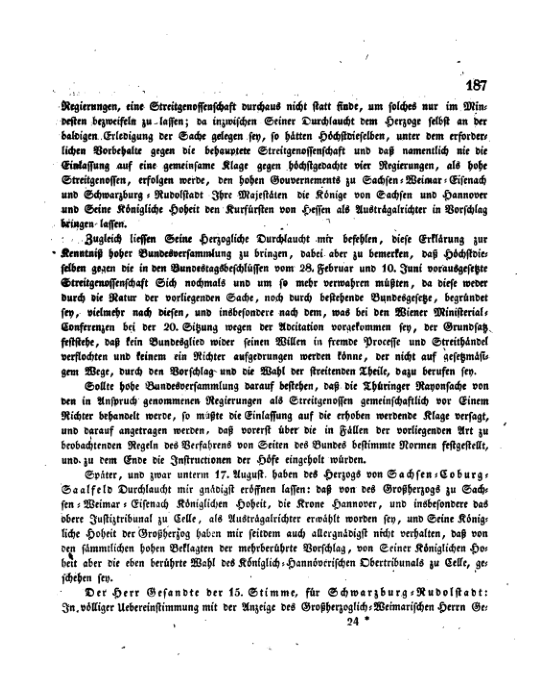 187
Regierungen, eine Streitgenossenschaft durchaus nicht statt finde, um solches nur im Min-
desten bezweifeln zu lassen; da inzwischen Seiner Durchlaucht dem Herzoge selbst an der
baldigen Erledigung der Sache gelegen sey, so hätten Höchstdieselben, unter dem erforder-
lichen Vorbehalte gegen die behauptete Streitgenossenschaft und daß namentlich nie die
Einlassung auf eine gemeinsame Klage gegen höchstgedachte vier Regierungen, als hohe
Streitgenossen, erfolgen werde, den hohen Gouvernements zu Sachsen-Weimar-Eisenach
und Schwarzburg-Rudolstadt Ihre Majestäten die Könige von Sachsen und Hannover
und Seine Königliche Hoheit den Kurfürsten von Hessen als Austrägalrichter in Vorschlag
bringen lassen.
Zugleich liessen Seine Herzogliche Durchlaucht mir befehlen, diese Erklärung zur
Kenntniß hoher Bundesversammlung zu bringen, dabei aber zu bemerken, daß Höchstdie-
selben gegen die in den Bundestagsbeschlüssen vom 28. Februar und 10. Juni vorausgesetzte
Streitgenossenschaft Sich nochmals und um so mehr verwahren müßten, da diese weder
durch die Natur der vorliegenden Sache, noch durch bestehende Bundesgesetze, begründet
sey, vielmehr nach diesen, und insbesondere nach dem, was bei den Wiener Ministerial-
Conferenzen bei der 20. Sitzung wegen der Adcitation vorgekommen sey, der Grundsatz
feststehe, daß kein Bundesglied wider seinen Willen in fremde Processe und Streithändel
verflochten und keinem ein Richter aufgedrungen werden könne, der nicht auf gesetzmäsi-
gem Wege, durch den Vorschlag und die Wahl der streitenden Theile, dazu berufen sey.
Sollte hohe Bundesversammlung darauf bestehen, daß die Thüringer Rayonsache von
den in Anspruch genommenen Regierungen als Streitgenossen gemeinschaftlich vor Einem
Richter behandelt werde, so müßte die Einlassung auf die erhoben werdende Klage versagt,
und darauf angetragen werden, daß vorerst über die in Fällen der vorliegenden Art zu
beobachtenden Regeln des Verfahrens von Seiten des Bundes bestimmte Normen festgestellt,
und zu dem Ende die Instructionen der Höfe eingeholt würden.
Später, und zwar unterm 17. August, haben des Herzogs von Sachsen-Coburg-
Saalfeld Durchlaucht mir gnädigst eröffnen lassen: daß von des Großherzogs zu Sach-
sen-Weimar-Eisenach Königlichen Hoheit, die Krone Hannover, und insbesondere das
obere Justiztribunal zu Celle, als Austrägalrichter erwählt worden sey, und Seine König-
liche Hoheit der Großherzog haben mir seitdem auch allergnädigst nicht verhalten, daß von
den sämmtlichen hohen Beklagten der mehrberührte Vorschlag, von Seiner Königlichen Ho-
heit aber die eben berührte Wahl des Königlich-Hannöverischen Obertribunals zu Celle, ge-
schehen sey.
Der Herr Gesandte der 15. Stimme, für Schwarzburg-Rudolstadt:
In völliger Uebereinstimmung mit der Anzeige des Großherzoglich-Weimarischen Herrn Ge-
24 *